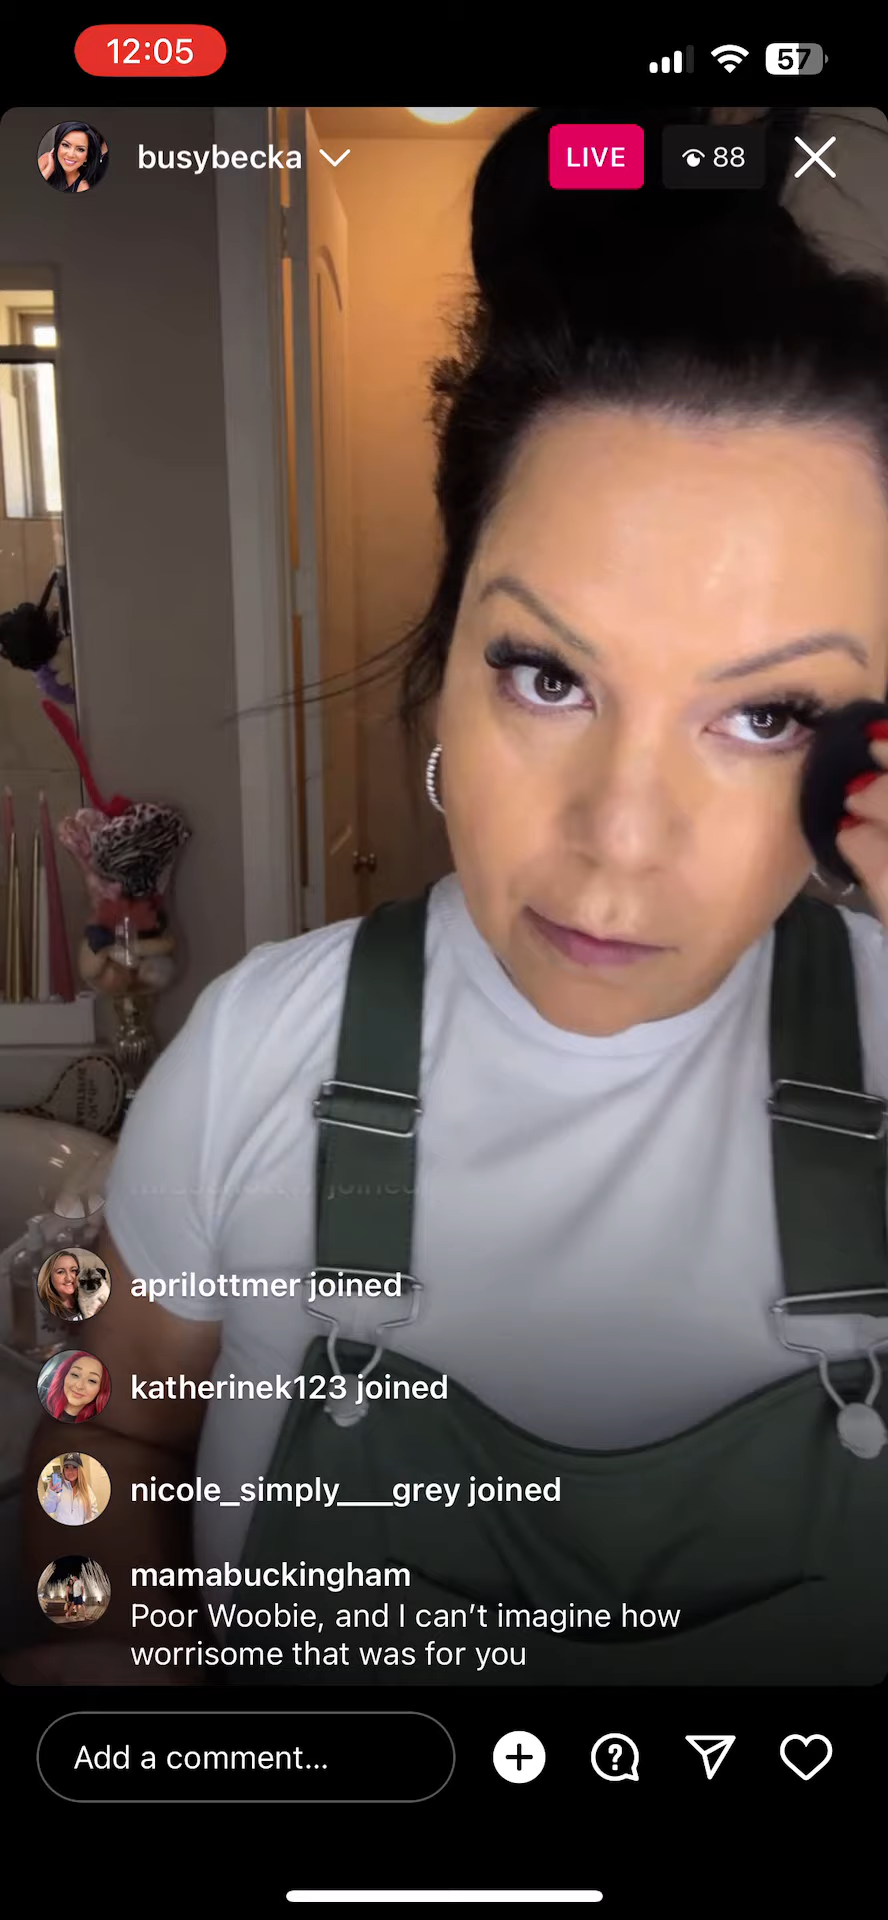 12:05
57
busybecka
LIVE
88
joined
aprilottmer joined
katherinek123 joined
nicole_simply___grey joined
mamabuckingham
Poor Woobie, and I can’t imagine how
worrisome that was for you
Add a comment...